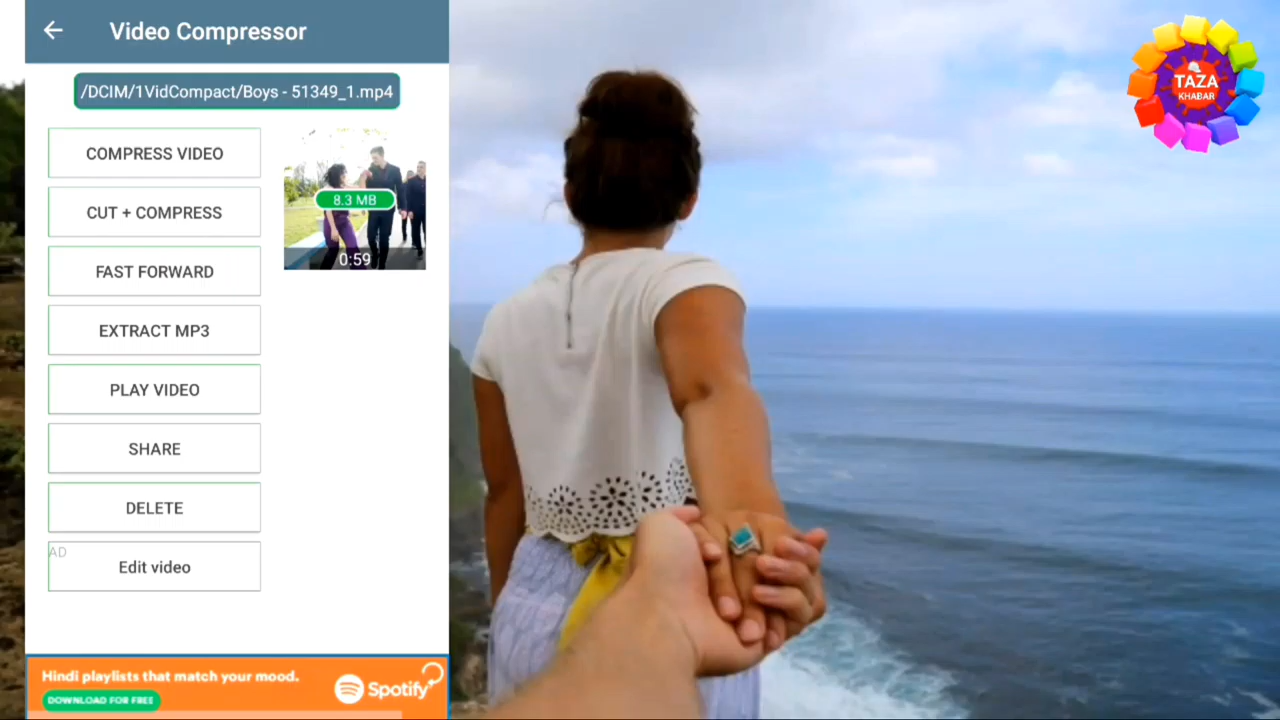 Video Compressor
/DCIM/1VidCompact/Boys - 51349_1.mp4
COMPRESS VIDEO
8.3 MB
CUT + COMPRESS
0:59
FAST FORWARD
EXTRACT MP3
PLAY VIDEO
SHARE
DELETE
AD
Edit video
Hindi playlists that match your mood.
DOWNLOAD FOR FREE
Spotify
TAZA
KHABAR